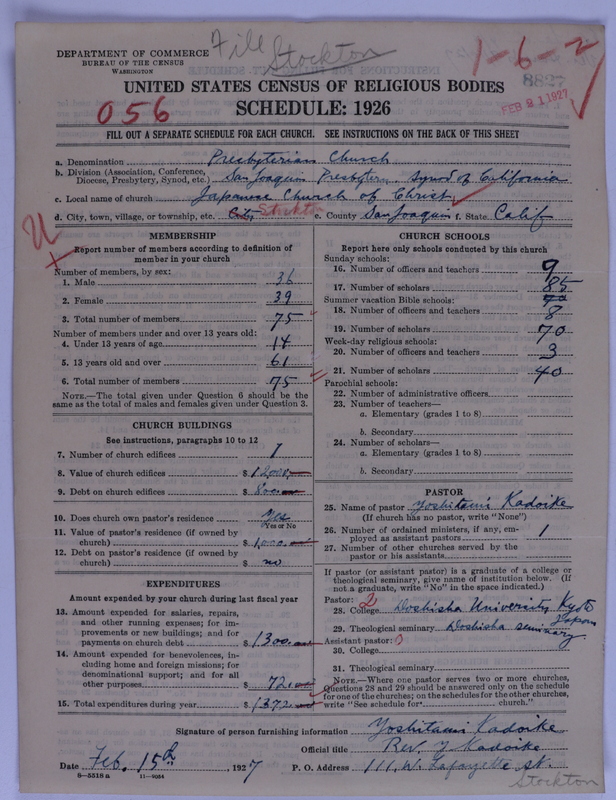 File Stockton
1-6-2
DEPARTMENT OF COMMERCE
BUREAU OF THE CENSUS
WASHINGTON
8827
FEB 21 1927
UNITED STATES CENSUS OF RELIGIOUS BODIES
056
SCHEDULE: 1926
FILL OUT A SEPARATE SCHEDULE FOR EACH CHURCH. SEE INSTRUCTIONS ON THE BACK OF THIS SHEET
a. Denomination Presbyterian Church
b. Division (Association, Conference, Diocese, Presbytery, Synod, etc.) San Joaquin Presbytery, Synod of California
c. Local name of church Japanese Church of Christ
d. City, town, village, or township, etc. City, Stockton e. County San Joaquin f. State Calif
MEMBERSHIP
Report number of members according to definition of
member in your church
Number of members, by sex:
1. Male 36
2. Female 39
3. Total number of members 75
Number of members under and over 13 years old:
4. Under 13 years of age 14
5. 13 years old and over 61
6. Total number of members 75
NOTE.—The total given under Question 6 should be
same as the total of males and females given under Question 3.
CHURCH BUILDINGS
See instructions, paragraphs 10 to 12
7. Number of church edifices 1
8. Value of church edifices $12000.
9. Debt on church edifices $
10. Does church own pastor's residence Yes
Yes or No
11. Value of pastor's residence (if owned by
church) $1,000.
12. Debt on pastor's residence (if owned by
church) $ no
EXPENDITURES
Amount expended by your church during last fiscal year
13. Amount expended for salaries, repairs,
and other running expenses; for im-
provements or new buildings; and for
payments on church debt $1300.
14. Amount expended for benevolences, in-
cluding home and foreign missions; for
denominational support; and for all
other purposes 72.
15. Total expenditures during year $1372.
CHURCH SCHOOLS
Report here only schools conducted by this church
Sunday schools:
16. Number of officers and teachers 9
17. Number of scholars 85
Summer vacation Bible schools: 70
18. Number of officers and teachers 8
19. Number of scholars 70
Week-day religious schools:
20. Number of officers and teachers 3
21. Number of scholars 40
Parochial schools:
22. Number of administrative officers
23. Number of teachers—
a. Elementary (grades 1 to 8)
b. Secondary
24. Number of scholars—
a. Elementary (grades 1 to 8)
b. Secondary
PASTOR
25. Name of pastor Yoshitami Kadoike
(If church has no pastor, write "None")
26. Number of ordained ministers, if any, em-
ployed as assistant pastors 1
27. Number of other churches served by the
pastor or his assistants
If pastor (or assistant pastor) is a graduate of a college or
theological seminary, give name of institution below. (If
not a graduate, write "No" in the space indicated.)
Pastor: 2
28. College Doshisha University Kyoto
Japan
29. Theological seminary Doshisha seminary
Assistant pastor: 0
30. College
31. Theological seminary
NOTE.—Where one pastor serves two or more churches,
Questions 28 and 29 should be answered only on the schedule
for one of the churches; on the schedules for the other churches,
write "See schedule for church."
Signature of person furnishing information Yoshitami Kadoike
Official title Rev. Y. Kadoike
Date Feb. 15th 1927 P. O. Address 111 W. Lafayette St.
8—5518a 11—9054
Stockton